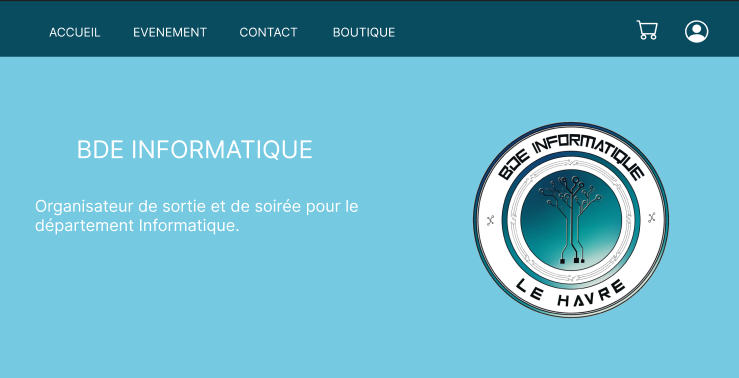 ACCUEIL EVENEMENT CONTACT BOUTIQUE
BDE INFORMATIQUE
Organisateur de sortie et de soirée pour le
département Informatique.
BDE INFORMATIQUE
LE HAVRE